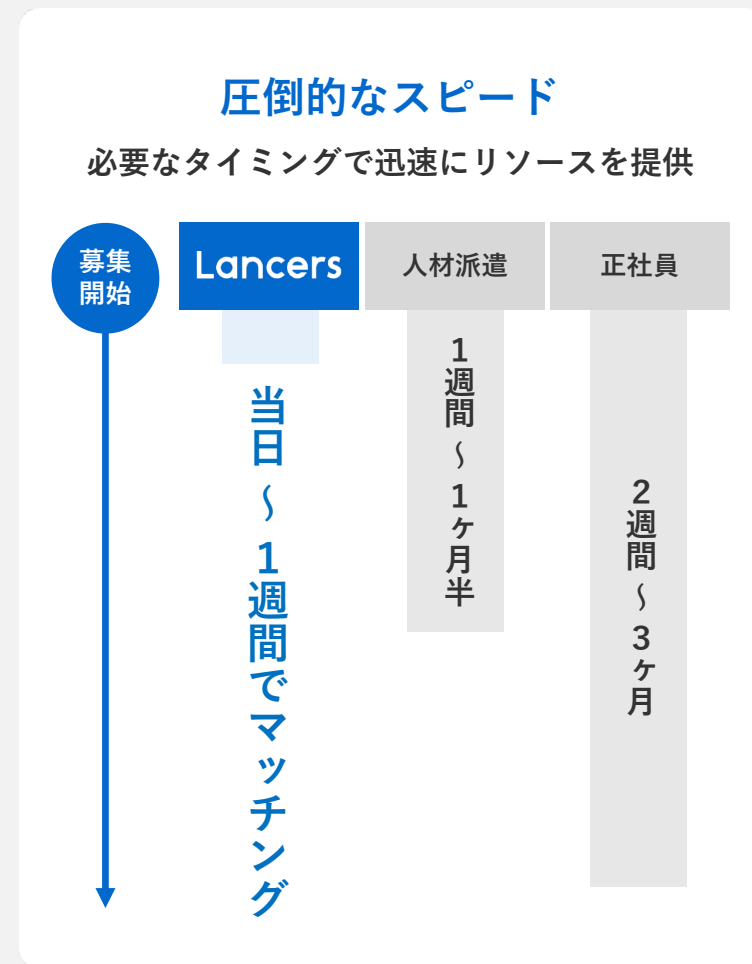 圧倒的なスピード
必要なタイミングで迅速にリソースを提供
募集
開始
Lancers
人材派遣
正社員
当日〜1週間でマッチング
1週間〜1ヶ月半
2週間〜3ヶ月